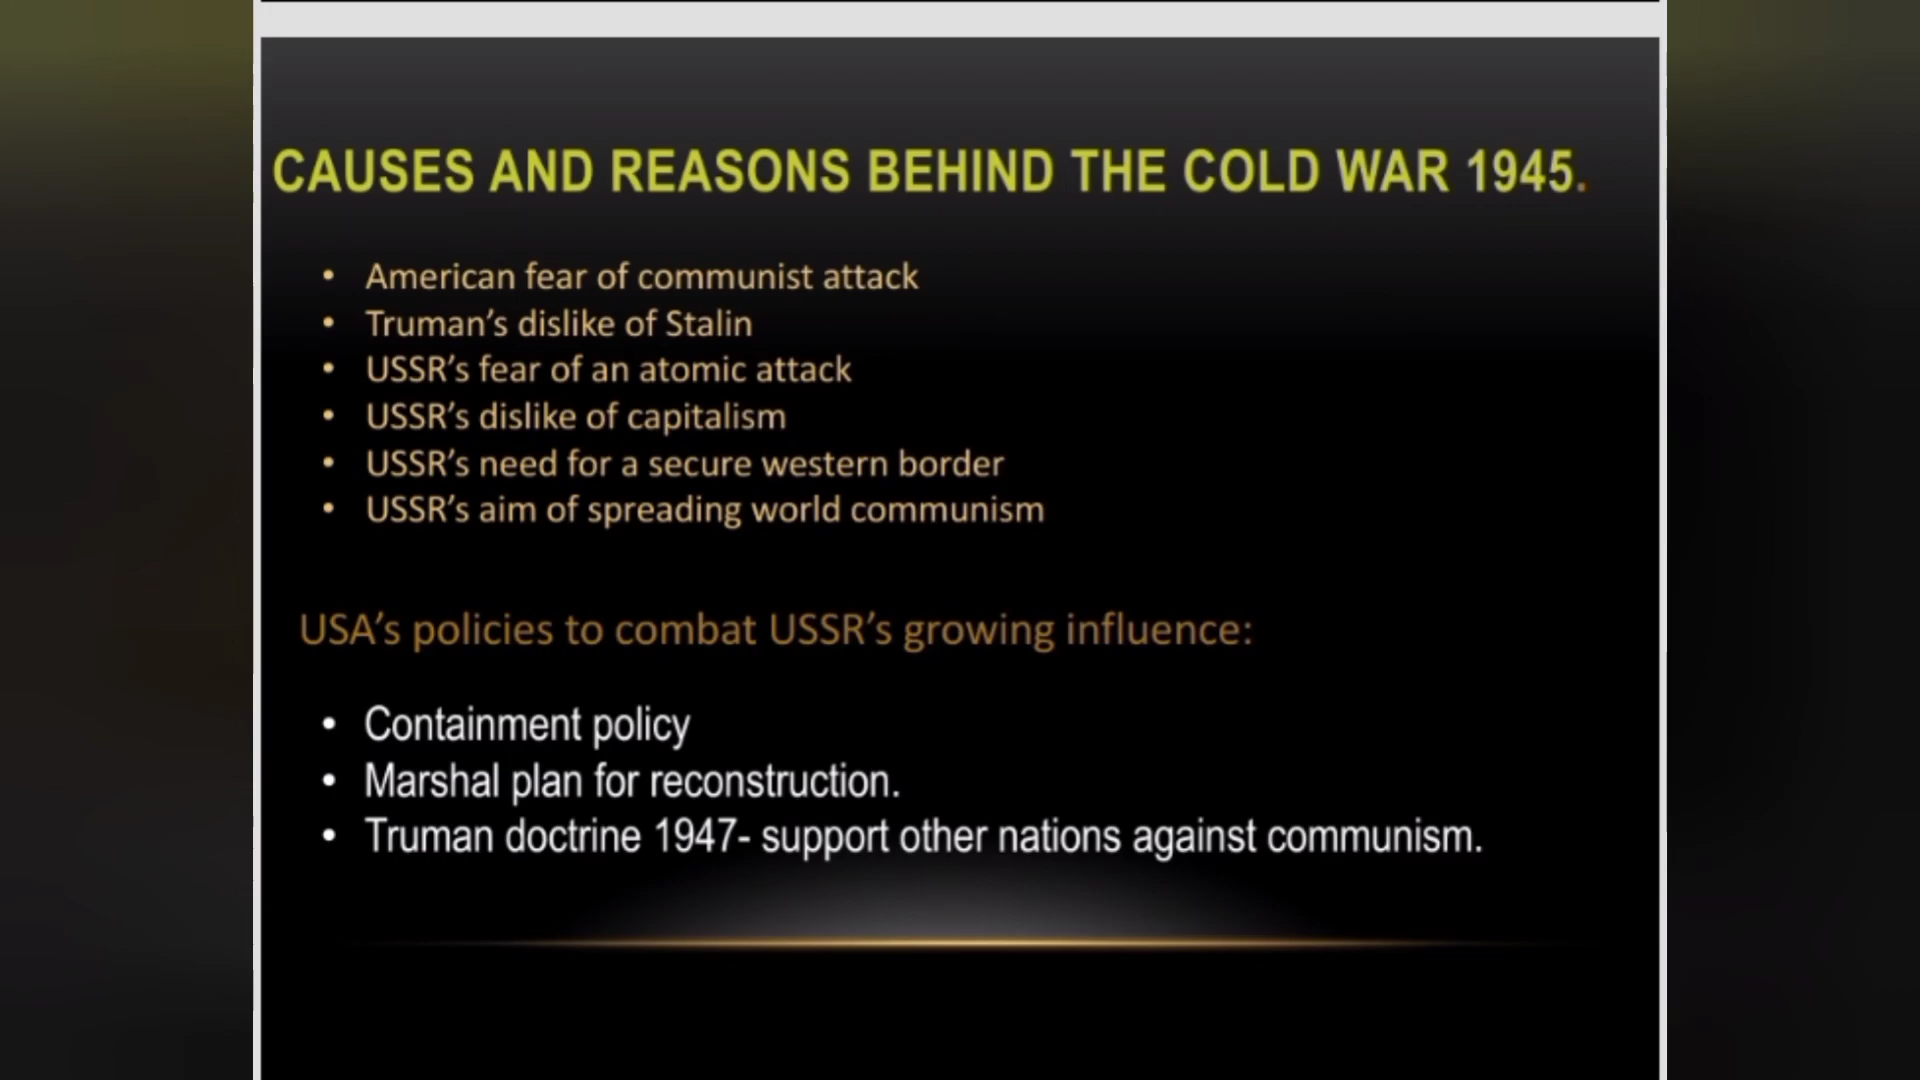 CAUSES AND REASONS BEHIND THE COLD WAR 1945.
• American fear of communist attack
• Truman’s dislike of Stalin
• USSR’s fear of an atomic attack
• USSR’s dislike of capitalism
• USSR’s need for a secure western border
• USSR’s aim of spreading world communism
USA’s policies to combat USSR’s growing influence:
• Containment policy
• Marshal plan for reconstruction.
• Truman doctrine 1947- support other nations against communism.